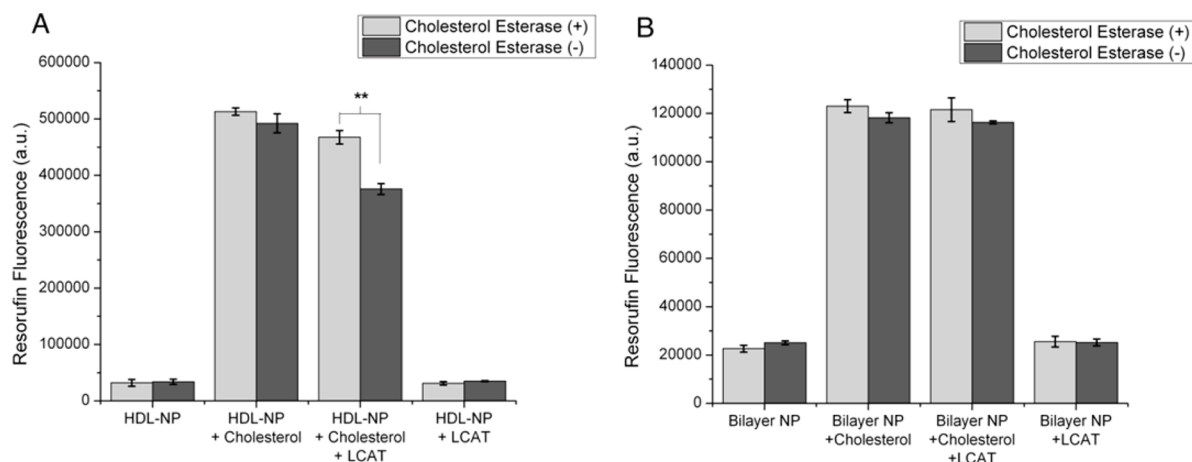 A
Cholesterol Esterase (+)
Cholesterol Esterase (-)
600000
500000
400000
300000
200000
100000
0
Resorufin Fluorescence (a.u.)
**
HDL-NP
HDL-NP
+ Cholesterol
HDL-NP
+ Cholesterol
+ LCAT
HDL-NP
+ LCAT
B
Cholesterol Esterase (+)
Cholesterol Esterase (-)
140000
120000
100000
80000
60000
40000
20000
0
Resorufin Fluorescence (a.u.)
Bilayer NP
Bilayer NP
+Cholesterol
Bilayer NP
+Cholesterol
+LCAT
Bilayer NP
+LCAT